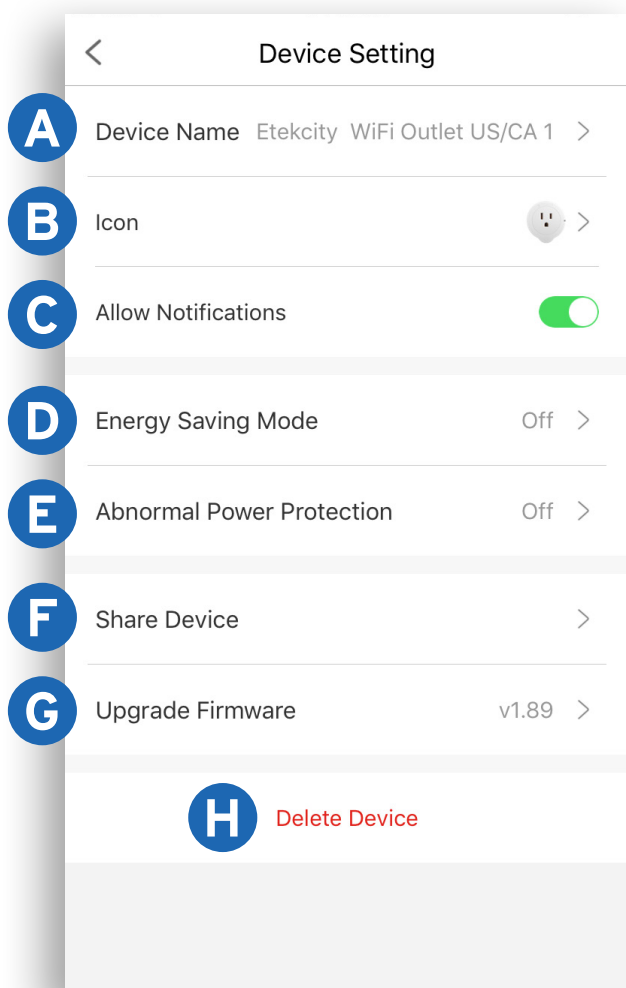 Device Setting
A Device Name Etekcity WiFi Outlet US/CA 1
B Icon
C Allow Notifications
D Energy Saving Mode Off
E Abnormal Power Protection Off
F Share Device
G Upgrade Firmware v1.89
H Delete Device